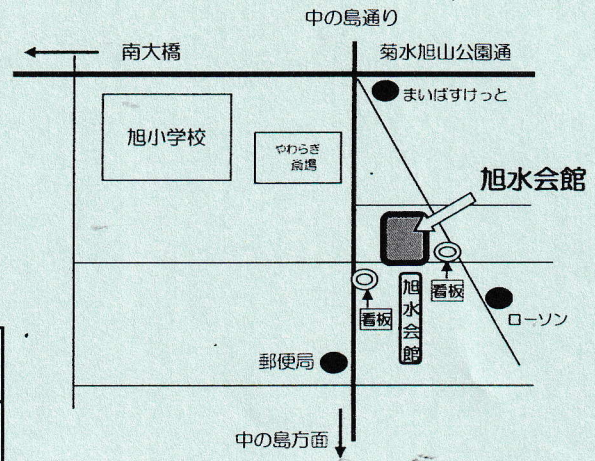 中の島通り
南大橋
菊水旭山公園通
まいばすけっと
旭小学校
やわらぎ
斎場
旭水会館
看板
看板
旭水会館
ローソン
郵便局
中の島方面